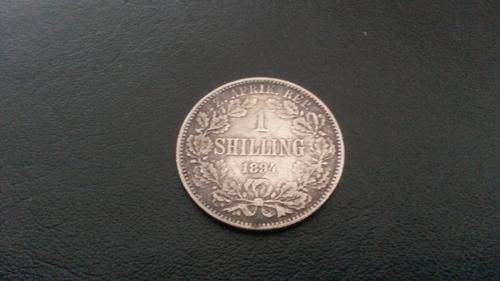 Z. AFRIK. REP.
1
SHILLING
1894